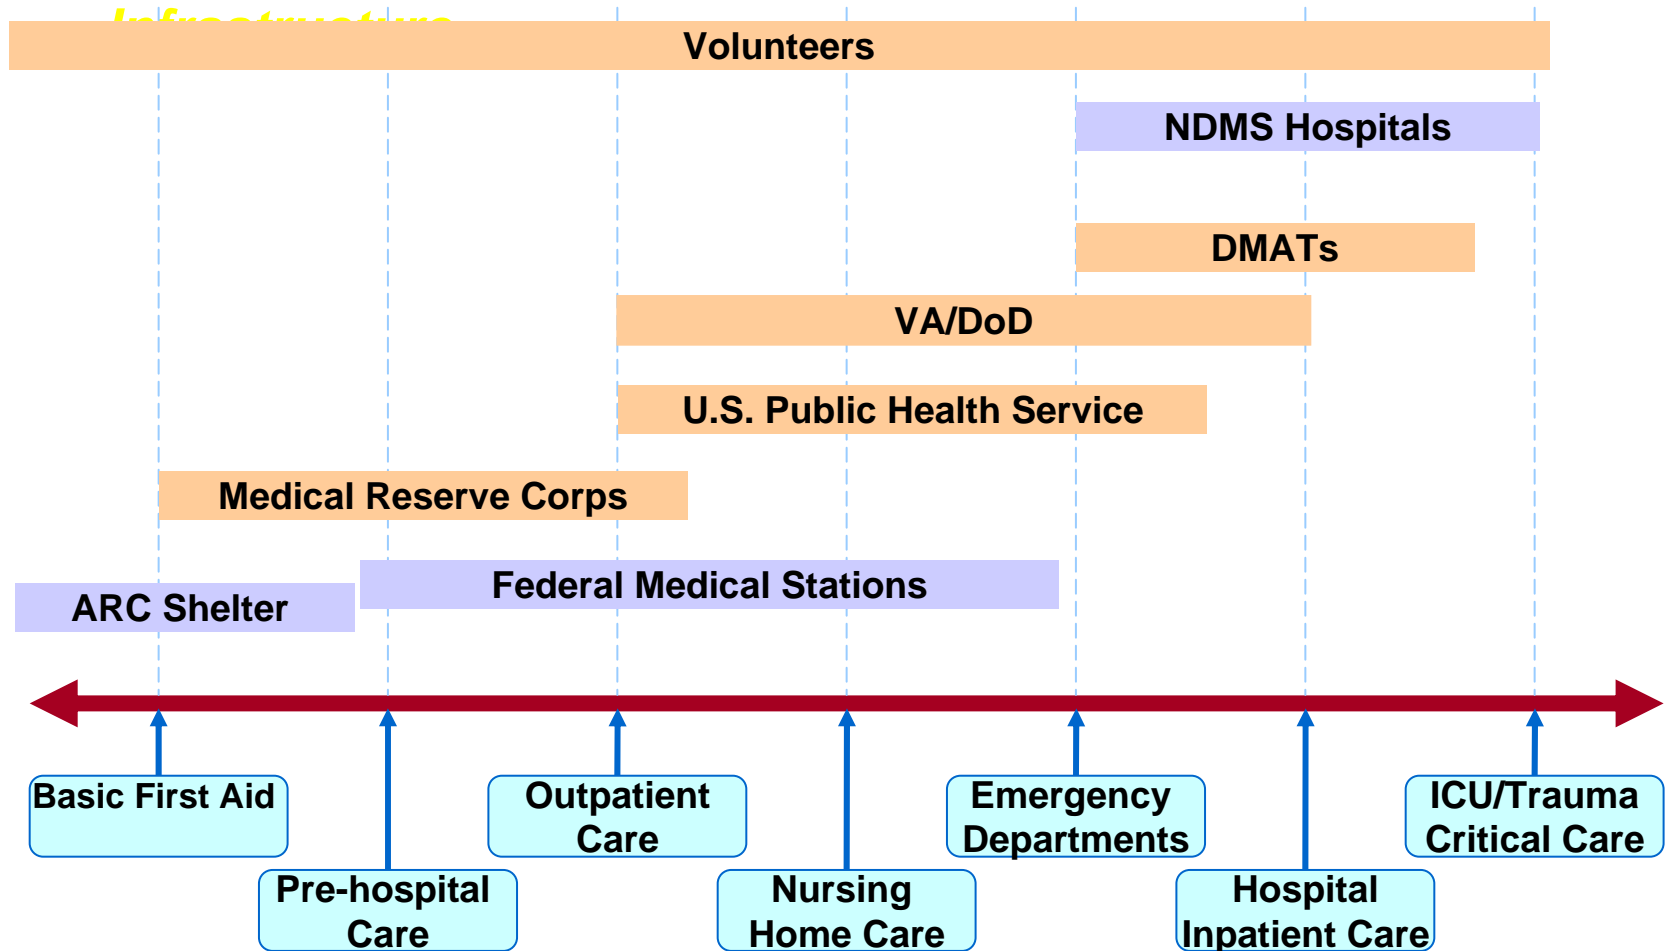 Infrastructure
Volunteers
NDMS Hospitals
DMATs
VA/DoD
U.S. Public Health Service
Medical Reserve Corps
Federal Medical Stations
ARC Shelter
Basic First Aid
Pre-hospital
Care
Outpatient
Care
Nursing
Home Care
Emergency
Departments
Hospital
Inpatient Care
ICU/Trauma
Critical Care